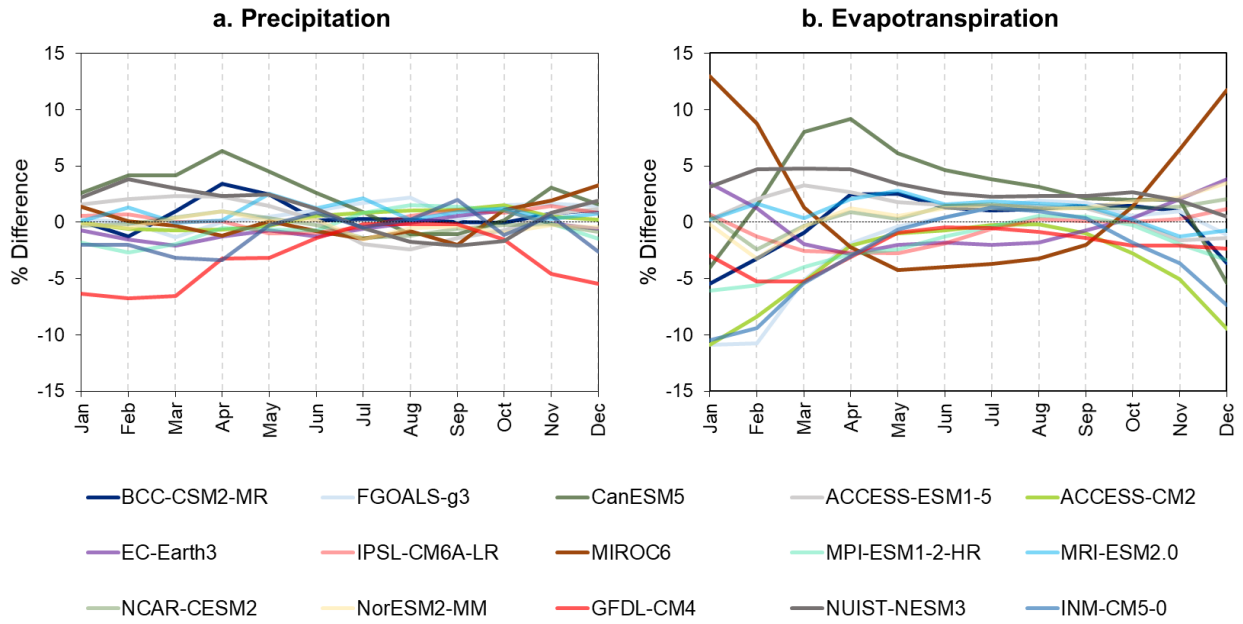 a. Precipitation
b. Evapotranspiration
% Difference
15
10
5
0
-5
-10
-15
Jan
Feb
Mar
Apr
May
Jun
Jul
Aug
Sep
Oct
Nov
Dec
% Difference
15
10
5
0
-5
-10
-15
Jan
Feb
Mar
Apr
May
Jun
Jul
Aug
Sep
Oct
Nov
Dec
BCC-CSM2-MR FGOALS-g3 CanESM5 ACCESS-ESM1-5 ACCESS-CM2
EC-Earth3 IPSL-CM6A-LR MIROC6 MPI-ESM1-2-HR MRI-ESM2.0
NCAR-CESM2 NorESM2-MM GFDL-CM4 NUIST-NESM3 INM-CM5-0